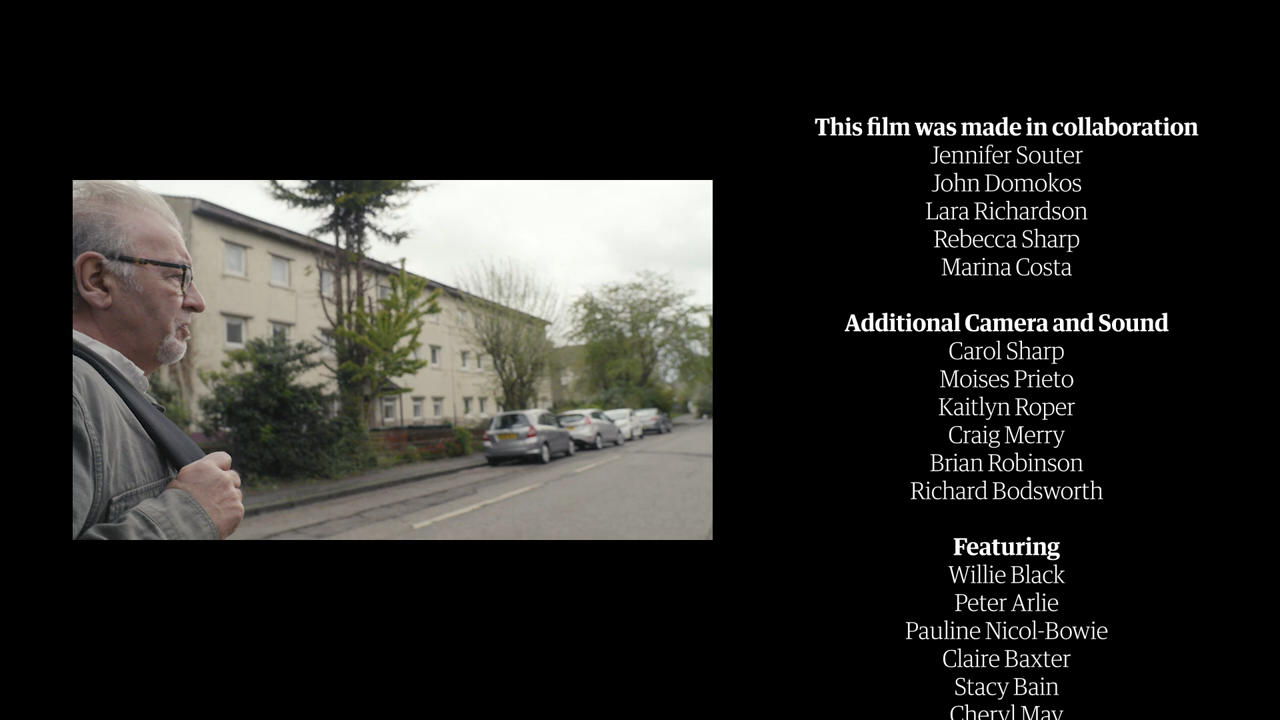 This film was made in collaboration
Jennifer Souter
John Domokos
Lara Richardson
Rebecca Sharp
Marina Costa
Additional Camera and Sound
Carol Sharp
Moises Prieto
Kaitlyn Roper
Craig Merry
Brian Robinson
Richard Bodsworth
Featuring
Willie Black
Peter Arlie
Pauline Nicol-Bowie
Claire Baxter
Stacy Bain
Cheryl May